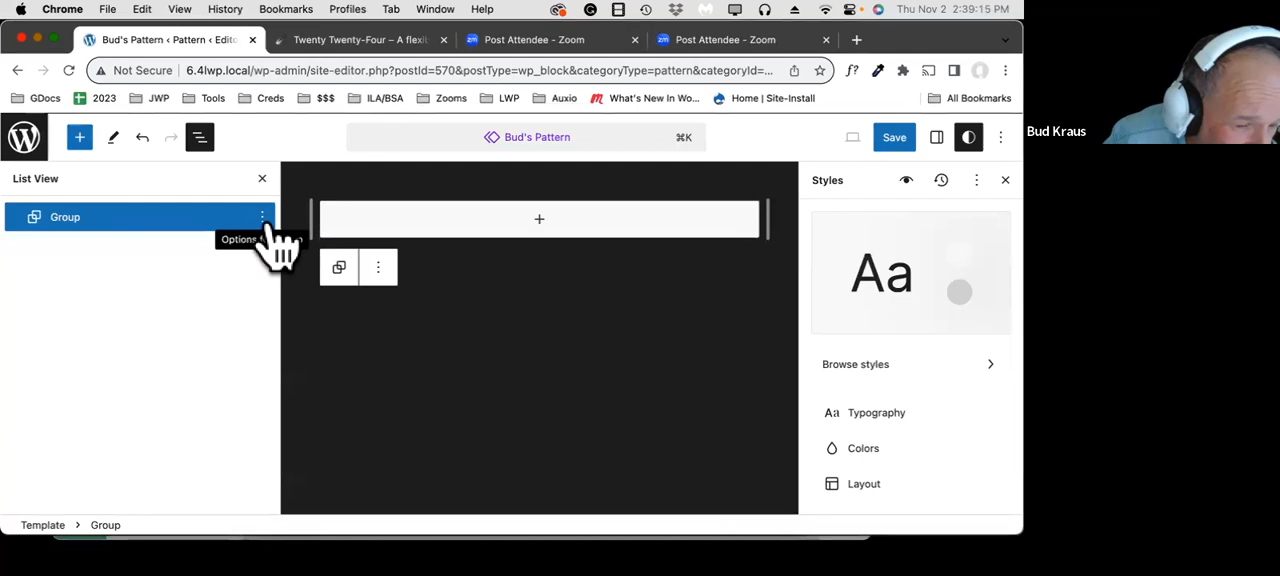 Chrome File Edit View History Bookmarks Profiles Tab Window Help Thu Nov 2 2:39:15 PM
Bud's Pattern ‹ Pattern ‹ Edito
Twenty Twenty-Four – A flexib
Post Attendee - Zoom
Post Attendee - Zoom
Not Secure 6.4lwp.local/wp-admin/site-editor.php?postId=570&postType=wp_block&categoryType=pattern&categoryId=... f?
GDocs 2023 JWP Tools Creds $$$ ILA/BSA Zooms LWP Auxio What's New In Wo... Home | Site-Install All Bookmarks
Bud Kraus
Bud's Pattern ⌘K Save
List View
Styles
Group
Options
Aa
Browse styles
Aa Typography
Colors
Layout
Template > Group